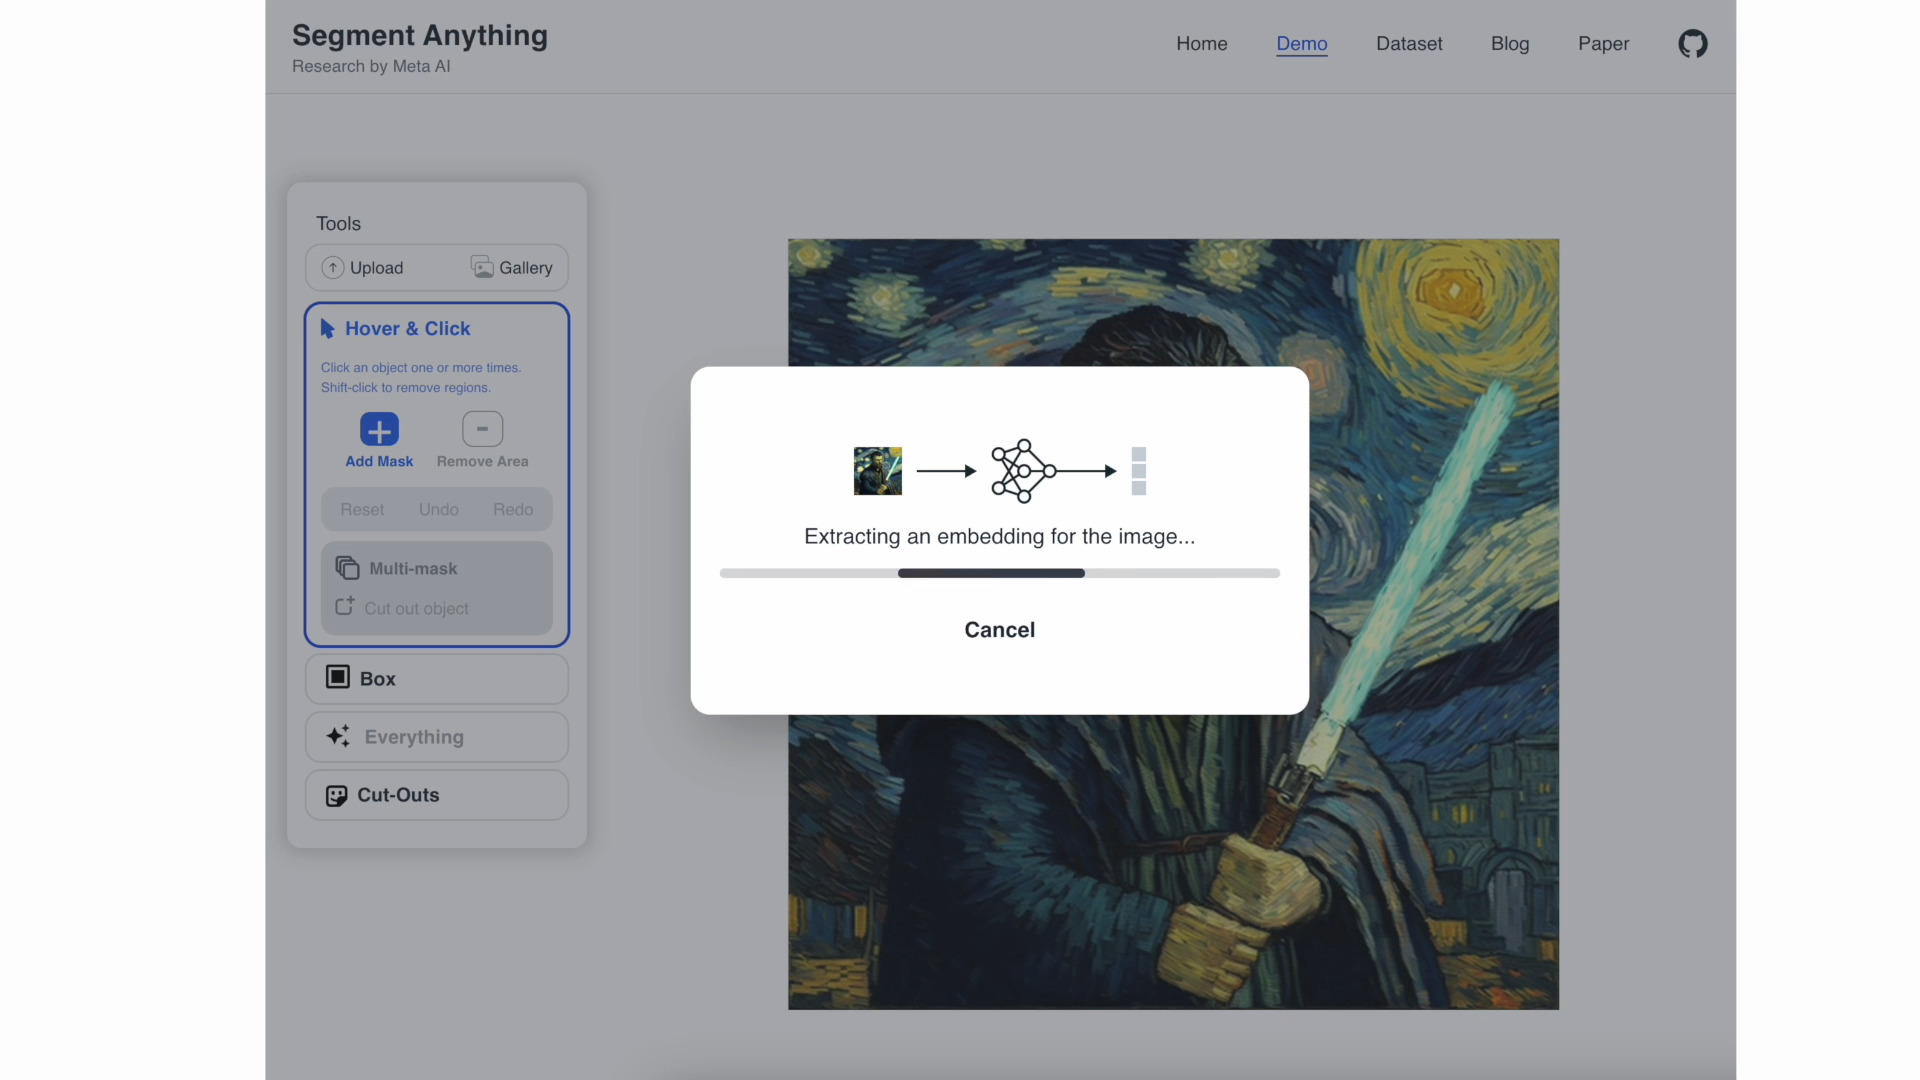 Segment Anything
Research by Meta AI
Home Demo Dataset Blog Paper
Tools
Upload Gallery
Hover & Click
Click an object one or more times.
Shift-click to remove regions.
Add Mask Remove Area
Reset Undo Redo
Multi-mask
Cut out object
Box
Everything
Cut-Outs
Extracting an embedding for the image...
Cancel